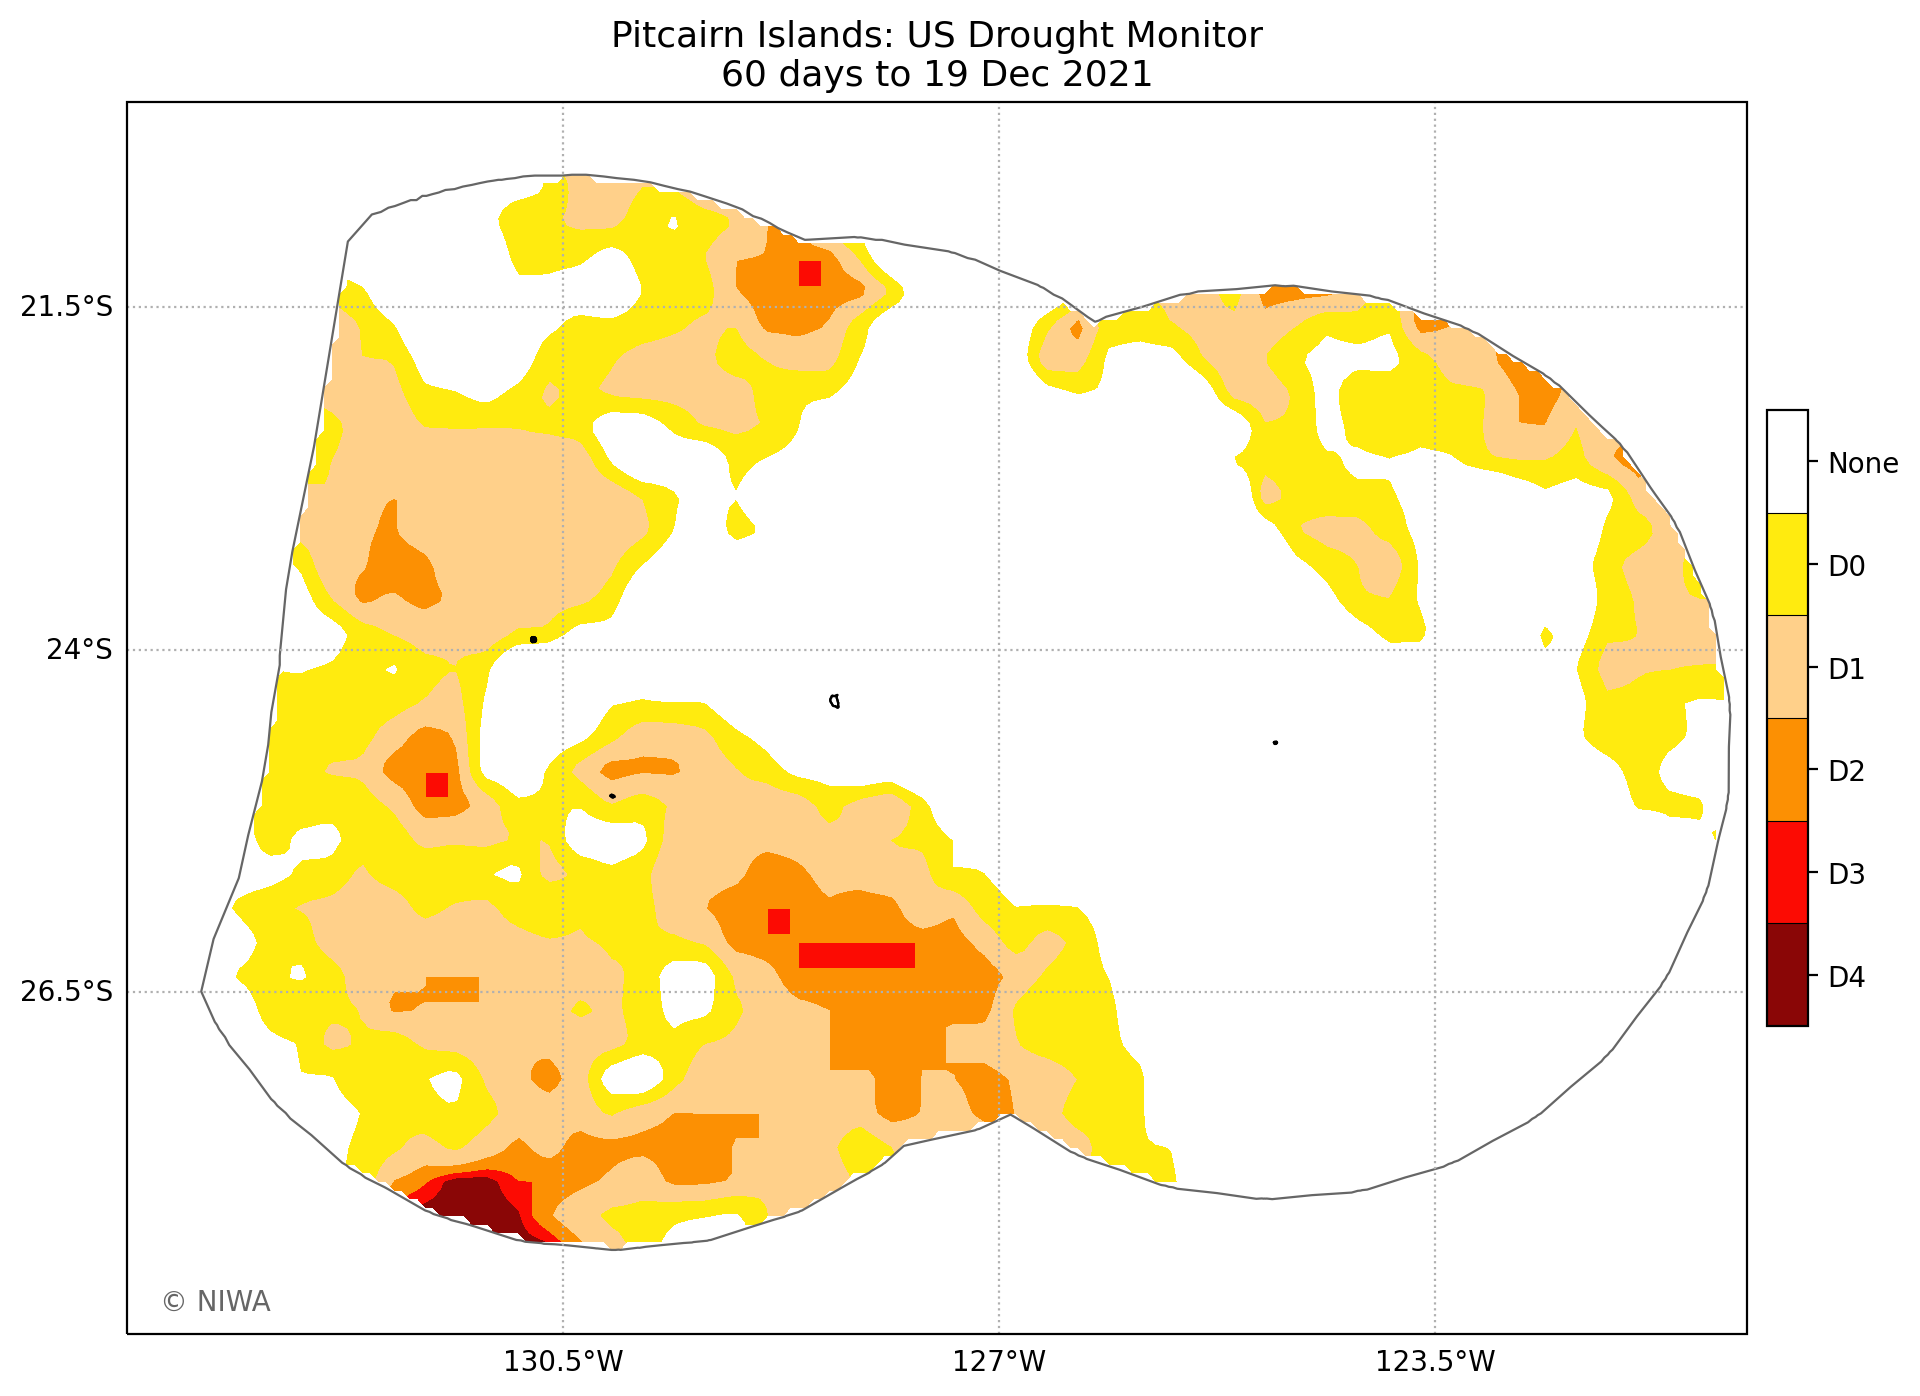 Pitcairn Islands: US Drought Monitor
60 days to 19 Dec 2021
21.5°S
24°S
26.5°S
130.5°W
127°W
123.5°W
None
D0
D1
D2
D3
D4
© NIWA